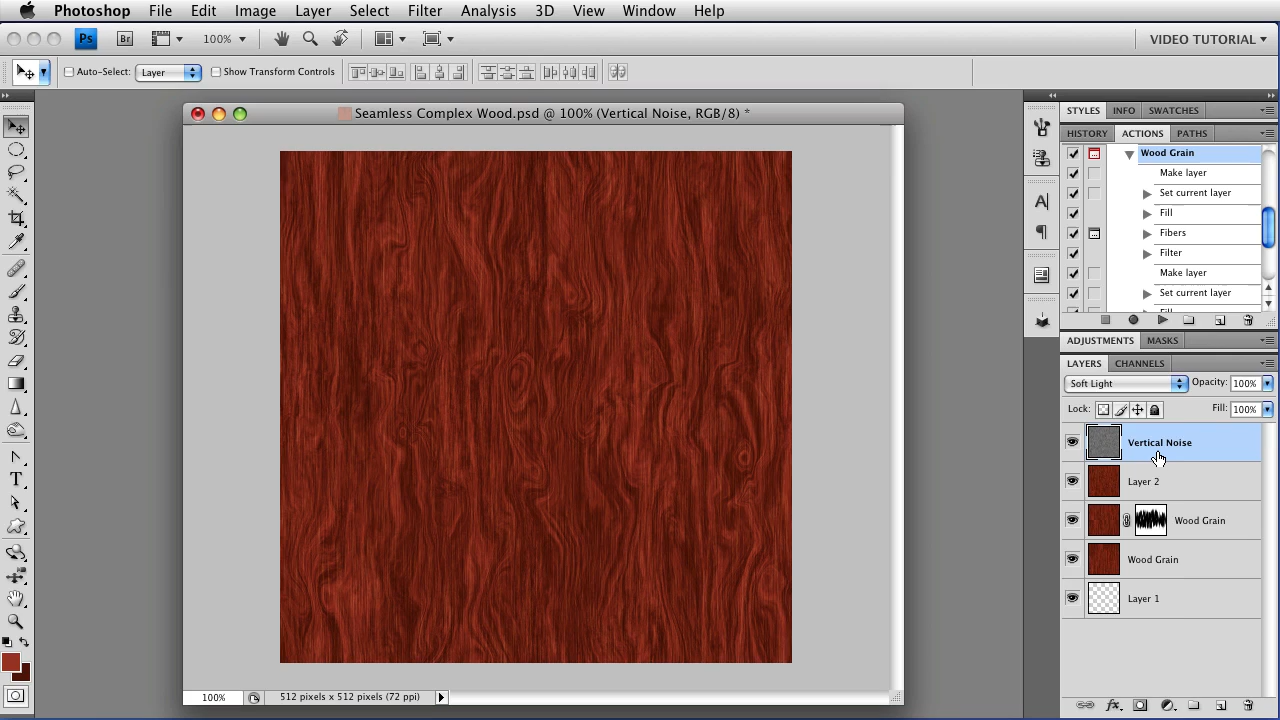 Photoshop File Edit Image Layer Select Filter Analysis 3D View Window Help
Ps Br 100% VIDEO TUTORIAL
Auto-Select: Layer Show Transform Controls
Seamless Complex Wood.psd @ 100% (Vertical Noise, RGB/8) *
STYLES INFO SWATCHES
HISTORY ACTIONS PATHS
Wood Grain
Make layer
Set current layer
Fill
Fibers
Filter
Make layer
Set current layer
ADJUSTMENTS MASKS
LAYERS CHANNELS
Soft Light Opacity: 100%
Lock: Fill: 100%
Vertical Noise
Layer 2
Wood Grain
Wood Grain
Layer 1
100% 512 pixels x 512 pixels (72 ppi)
fx